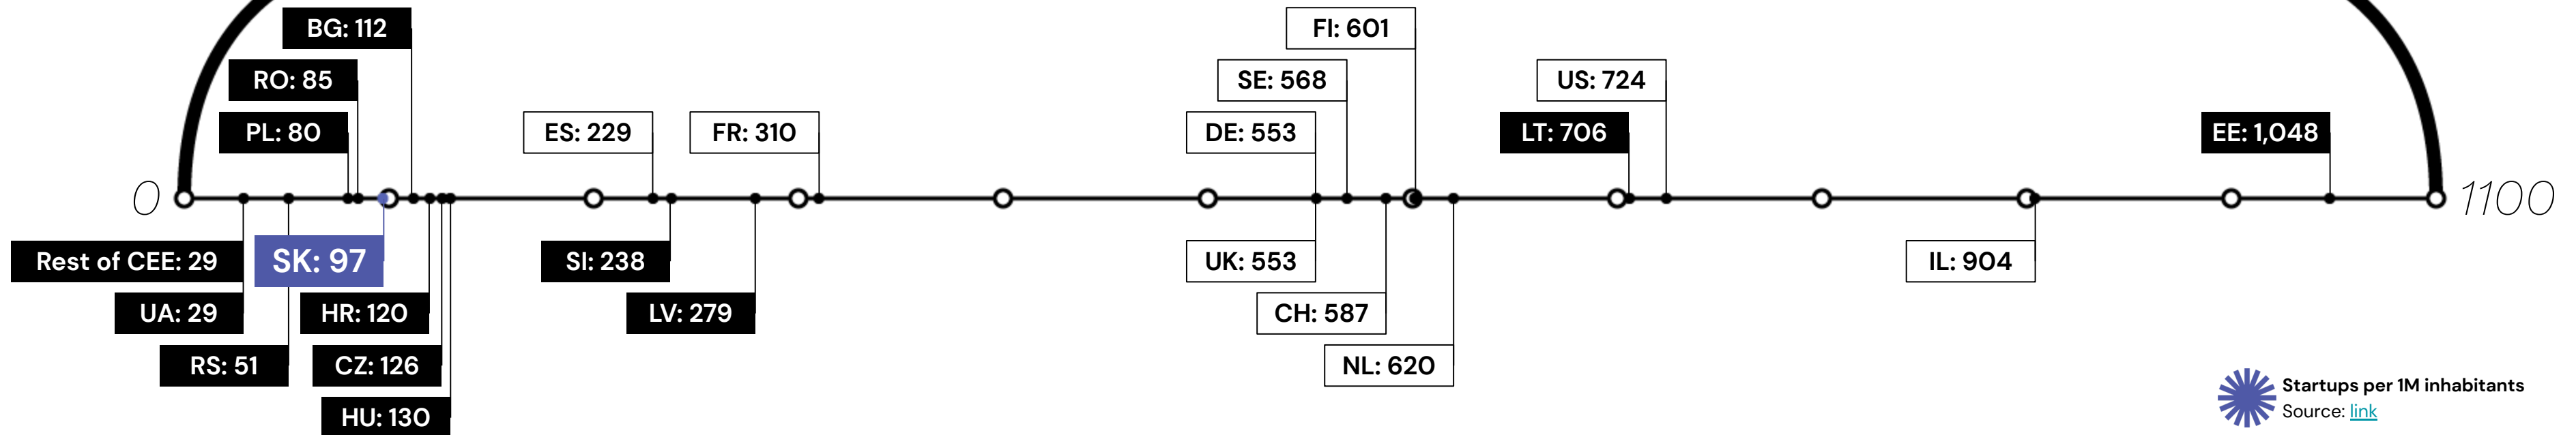 BG: 112
FI: 601
RO: 85
SE: 568
US: 724
PL: 80
ES: 229
FR: 310
DE: 553
LT: 706
EE: 1,048
0
1100
Rest of CEE: 29
SK: 97
SI: 238
UK: 553
IL: 904
UA: 29
HR: 120
LV: 279
CH: 587
RS: 51
CZ: 126
NL: 620
HU: 130
Startups per 1M inhabitants
Source: link